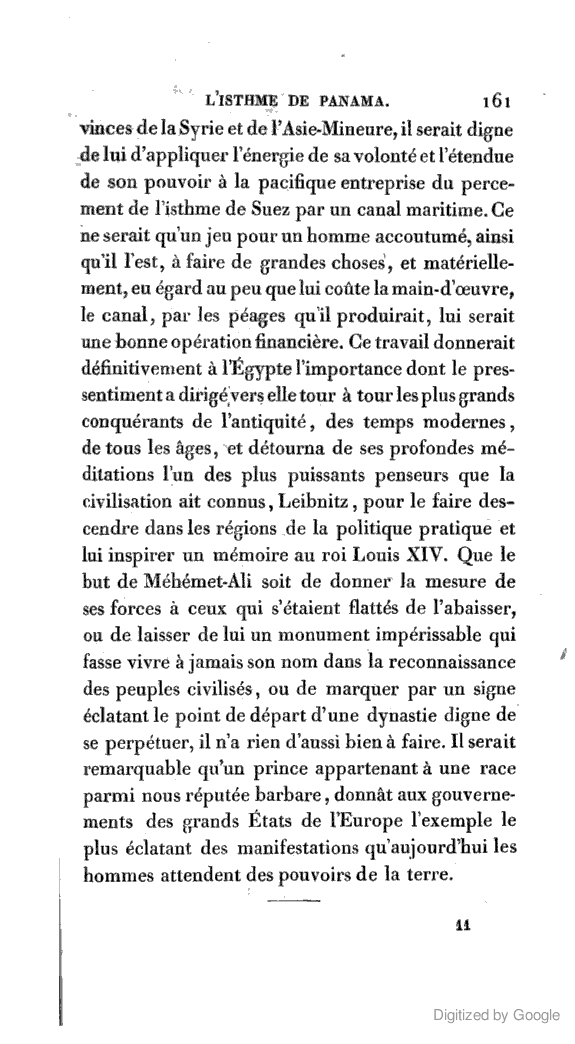 L'ISTHME DE PANAMA. 161
vinces de la Syrie et de l'Asie-Mineure, il serait digne
de lui d'appliquer l'énergie de sa volonté et l'étendue
de son pouvoir à la pacifique entreprise du perce-
ment de l'isthme de Suez par un canal maritime. Ce
ne serait qu'un jeu pour un homme accoutumé, ainsi
qu'il l'est, à faire de grandes choses, et matérielle-
ment, eu égard au peu que lui coûte la main-d'œuvre,
le canal, par les péages qu'il produirait, lui serait
une bonne opération financière. Ce travail donnerait
définitivement à l'Égypte l'importance dont le pres-
sentiment a dirigé vers elle tour à tour les plus grands
conquérants de l'antiquité, des temps modernes,
de tous les âges, et détourna de ses profondes mé-
ditations l'un des plus puissants penseurs que la
civilisation ait connus, Leibnitz, pour le faire des-
cendre dans les régions de la politique pratique et
lui inspirer un mémoire au roi Louis XIV. Que le
but de Méhémet-Ali soit de donner la mesure de
ses forces à ceux qui s'étaient flattés de l'abaisser,
ou de laisser de lui un monument impérissable qui
fasse vivre à jamais son nom dans la reconnaissance
des peuples civilisés, ou de marquer par un signe
éclatant le point de départ d'une dynastie digne de
se perpétuer, il n'a rien d'aussi bien à faire. Il serait
remarquable qu'un prince appartenant à une race
parmi nous réputée barbare, donnât aux gouverne-
ments des grands États de l'Europe l'exemple le
plus éclatant des manifestations qu'aujourd'hui les
hommes attendent des pouvoirs de la terre.
11
Digitized by Google